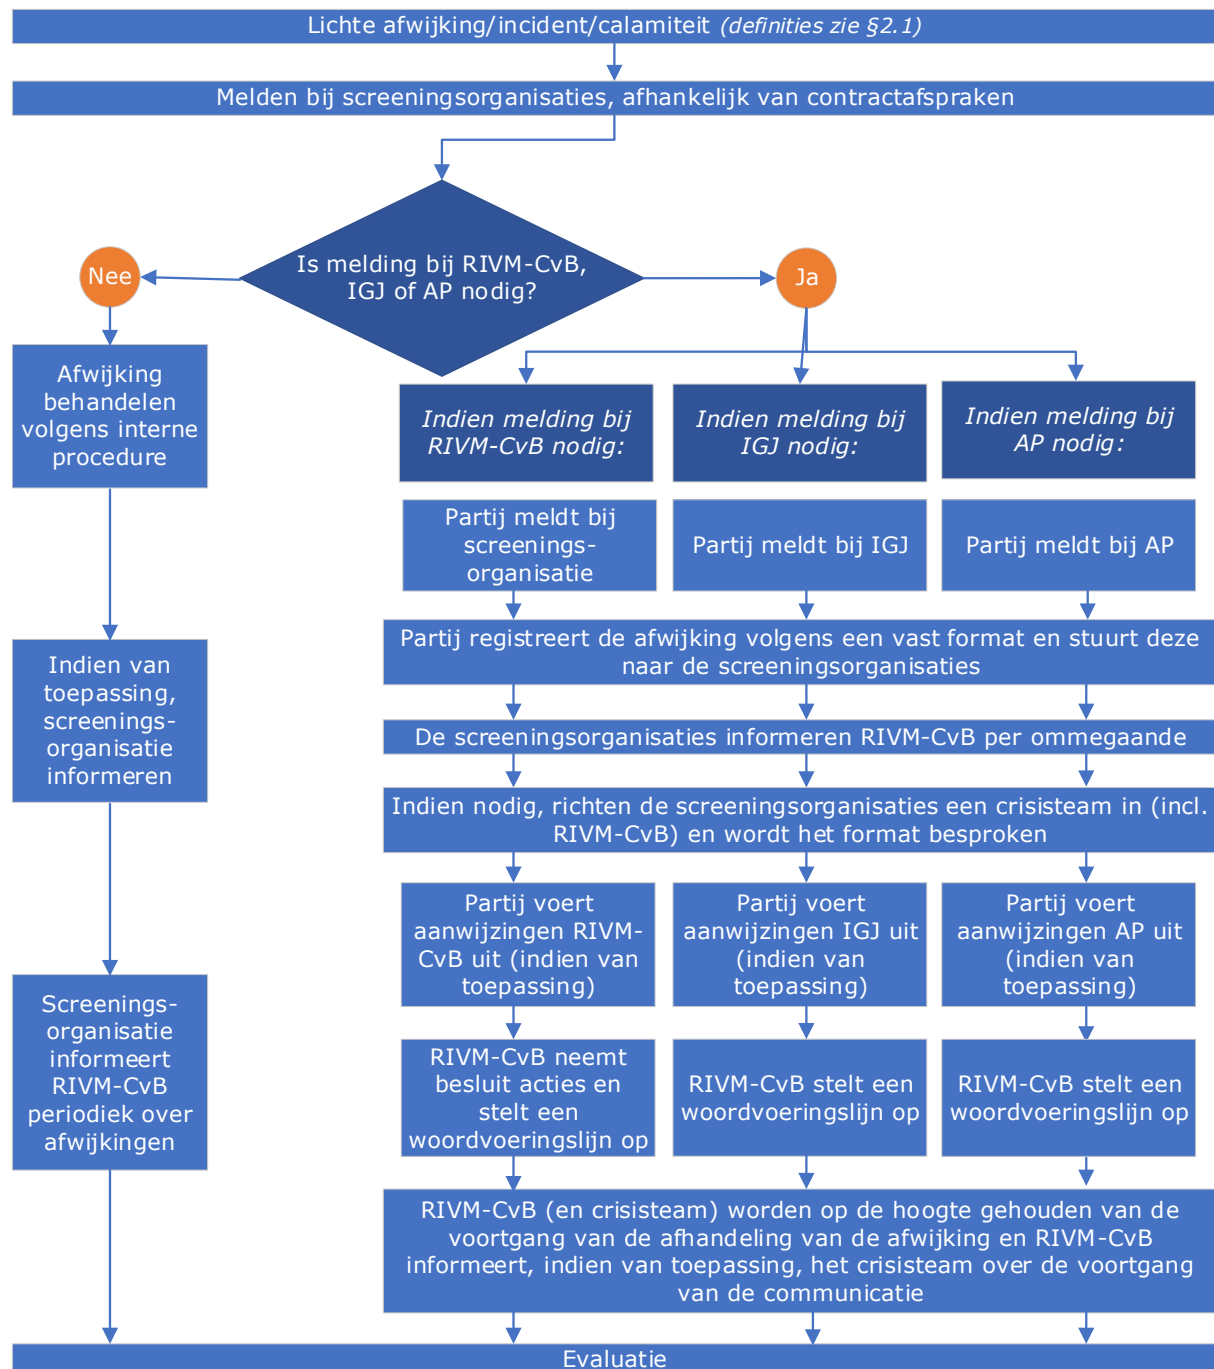 Lichte afwijking/incident/calamiteit (definities zie §2.1)
Melden bij screeningsorganisaties, afhankelijk van contractafspraken
Is melding bij RIVM-CvB,
IGJ of AP nodig?
Nee
Ja
Afwijking
behandelen
volgens interne
procedure
Indien van
toepassing,
screenings-
organisatie
informeren
Screenings-
organisatie
informeert
RIVM-CvB
periodiek over
afwijkingen
Indien melding bij
RIVM-CvB nodig:
Indien melding bij
IGJ nodig:
Indien melding bij
AP nodig:
Partij meldt bij
screenings-
organisatie
Partij meldt bij IGJ
Partij meldt bij AP
Partij registreert de afwijking volgens een vast format en stuurt deze
naar de screeningsorganisaties
De screeningsorganisaties informeren RIVM-CvB per ommegaande
Indien nodig, richten de screeningsorganisaties een crisisteam in (incl.
RIVM-CvB) en wordt het format besproken
Partij voert
aanwijzingen RIVM-
CvB uit (indien van
toepassing)
Partij voert
aanwijzingen IGJ uit
(indien van
toepassing)
Partij voert
aanwijzingen AP uit
(indien van
toepassing)
RIVM-CvB neemt
besluit acties en
stelt een
woordvoeringslijn op
RIVM-CvB stelt een
woordvoeringslijn op
RIVM-CvB stelt een
woordvoeringslijn op
RIVM-CvB (en crisisteam) worden op de hoogte gehouden van de
voortgang van de afhandeling van de afwijking en RIVM-CvB
informeert, indien van toepassing, het crisisteam over de voortgang
van de communicatie
Evaluatie